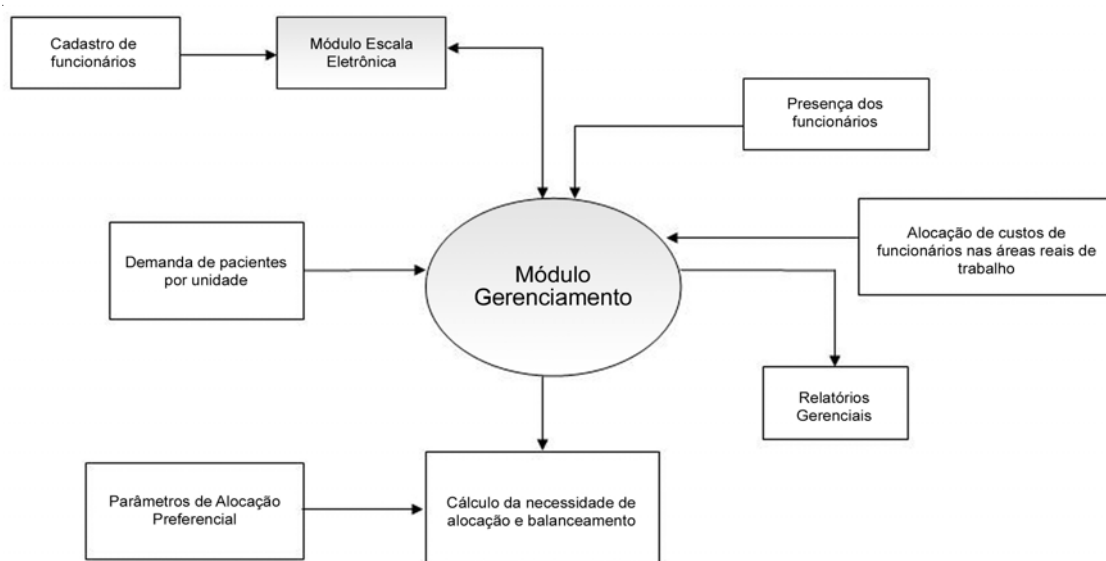 Cadastro de
funcionários
Módulo Escala
Eletrônica
Presença dos
funcionários
Alocação de custos de
funcionários nas áreas reais de
trabalho
Demanda de pacientes
por unidade
Módulo
Gerenciamento
Relatórios
Gerenciais
Parâmetros de Alocação
Preferencial
Cálculo da necessidade de
alocação e balanceamento